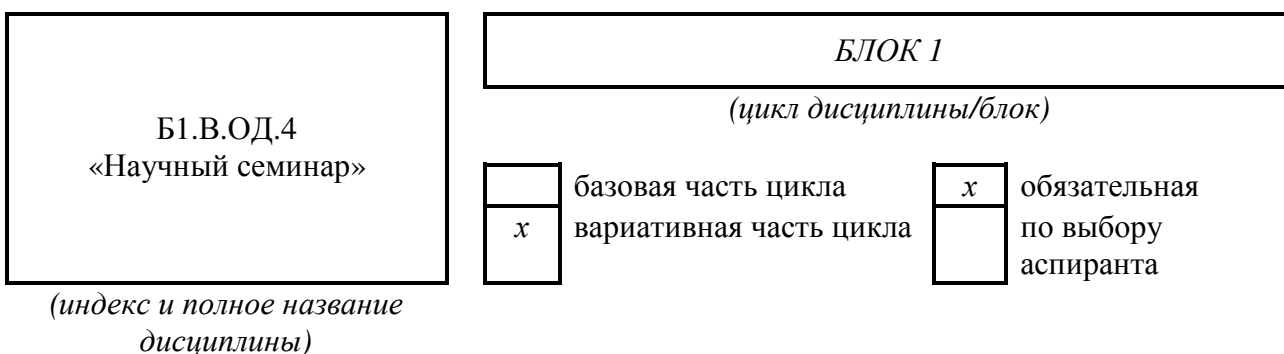 Б1.В.ОД.4
«Научный семинар»
(индекс и полное название
дисциплины)
БЛОК 1
(цикл дисциплины/блок)
базовая часть цикла
x вариативная часть цикла
x обязательная
по выбору
аспиранта